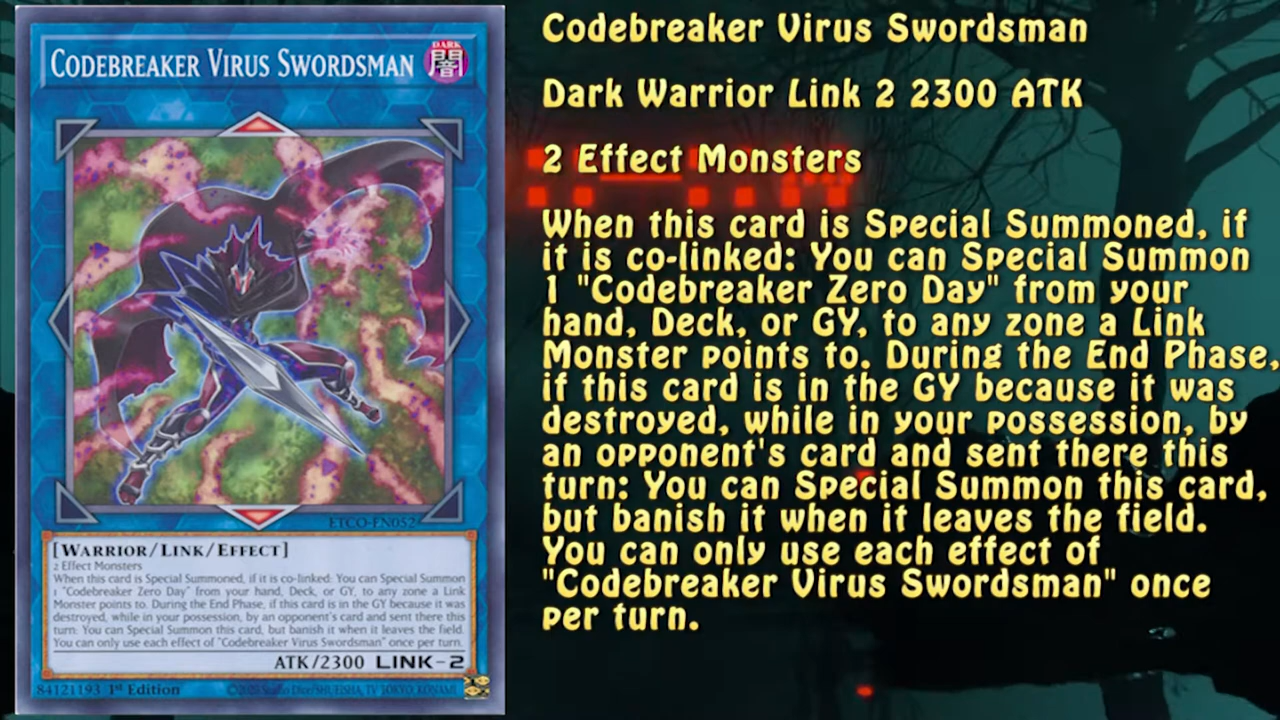 CODEBREAKER VIRUS SWORDSMAN
DARK
闇
ETCO-EN052
[WARRIOR/LINK/EFFECT]
2 Effect Monsters
When this card is Special Summoned, if it is co-linked: You can Special Summon
1 "Codebreaker Zero Day" from your hand, Deck, or GY, to any zone a Link
Monster points to. During the End Phase, if this card is in the GY because it was
destroyed, while in your possession, by an opponent's card and sent there this
turn: You can Special Summon this card, but banish it when it leaves the field.
You can only use each effect of "Codebreaker Virus Swordsman" once per turn.
ATK/2300 LINK-2
84121193 1st Edition ©2020 Studio Dice/SHUEISHA, TV TOKYO, KONAMI
Codebreaker Virus Swordsman
Dark Warrior Link 2 2300 ATK
2 Effect Monsters
When this card is Special Summoned, if
it is co-linked: You can Special Summon
1 "Codebreaker Zero Day" from your
hand, Deck, or GY, to any zone a Link
Monster points to. During the End Phase,
if this card is in the GY because it was
destroyed, while in your possession, by
an opponent's card and sent there this
turn: You can Special Summon this card,
but banish it when it leaves the field.
You can only use each effect of
"Codebreaker Virus Swordsman" once
per turn.